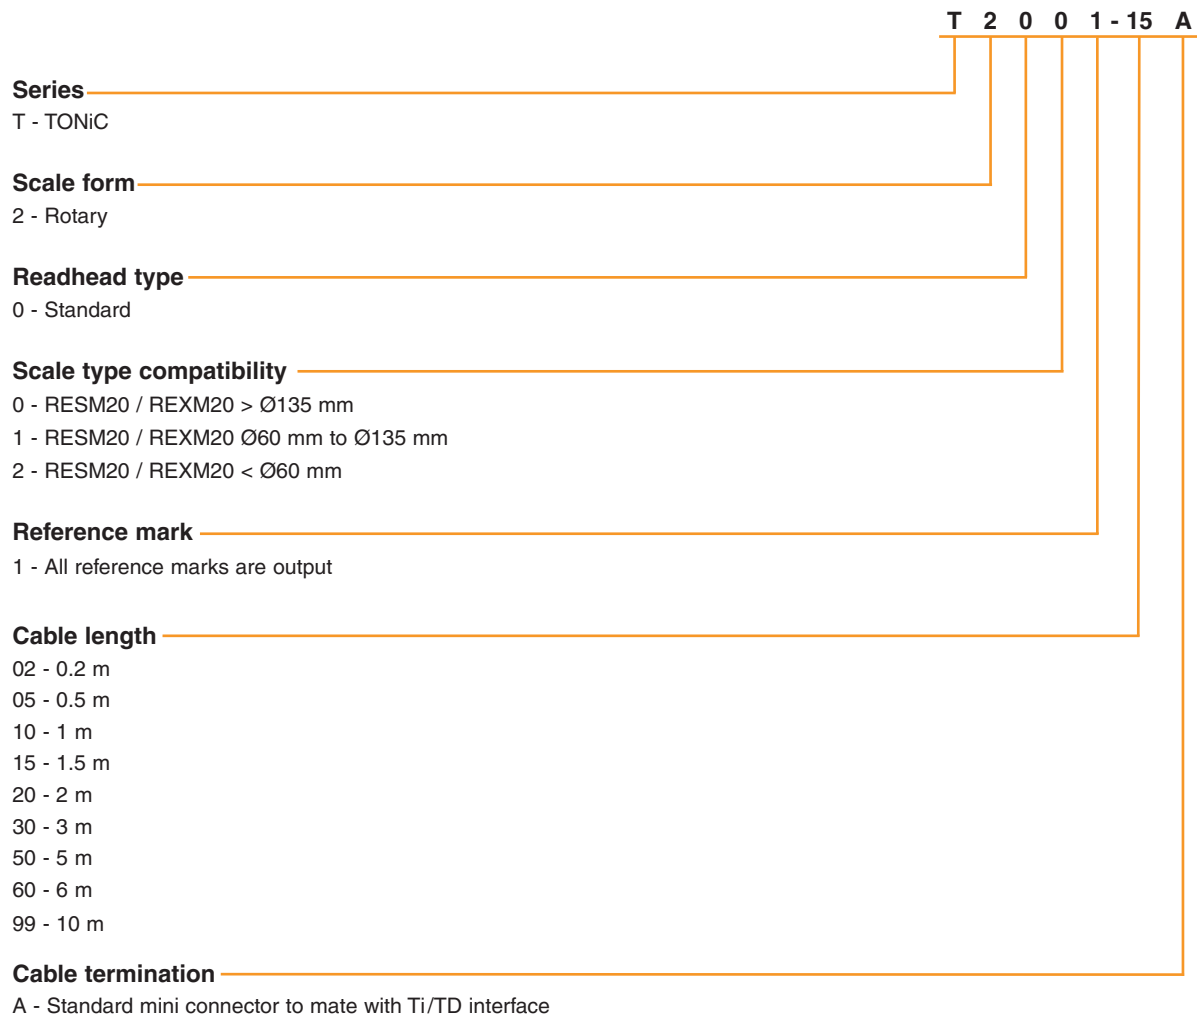 T 2 0 0 1 - 15 A
Series
T - TONiC
Scale form
2 - Rotary
Readhead type
0 - Standard
Scale type compatibility
0 - RESM20 / REXM20 > Ø135 mm
1 - RESM20 / REXM20 Ø60 mm to Ø135 mm
2 - RESM20 / REXM20 < Ø60 mm
Reference mark
1 - All reference marks are output
Cable length
02 - 0.2 m
05 - 0.5 m
10 - 1 m
15 - 1.5 m
20 - 2 m
30 - 3 m
50 - 5 m
60 - 6 m
99 - 10 m
Cable termination
A - Standard mini connector to mate with Ti/TD interface